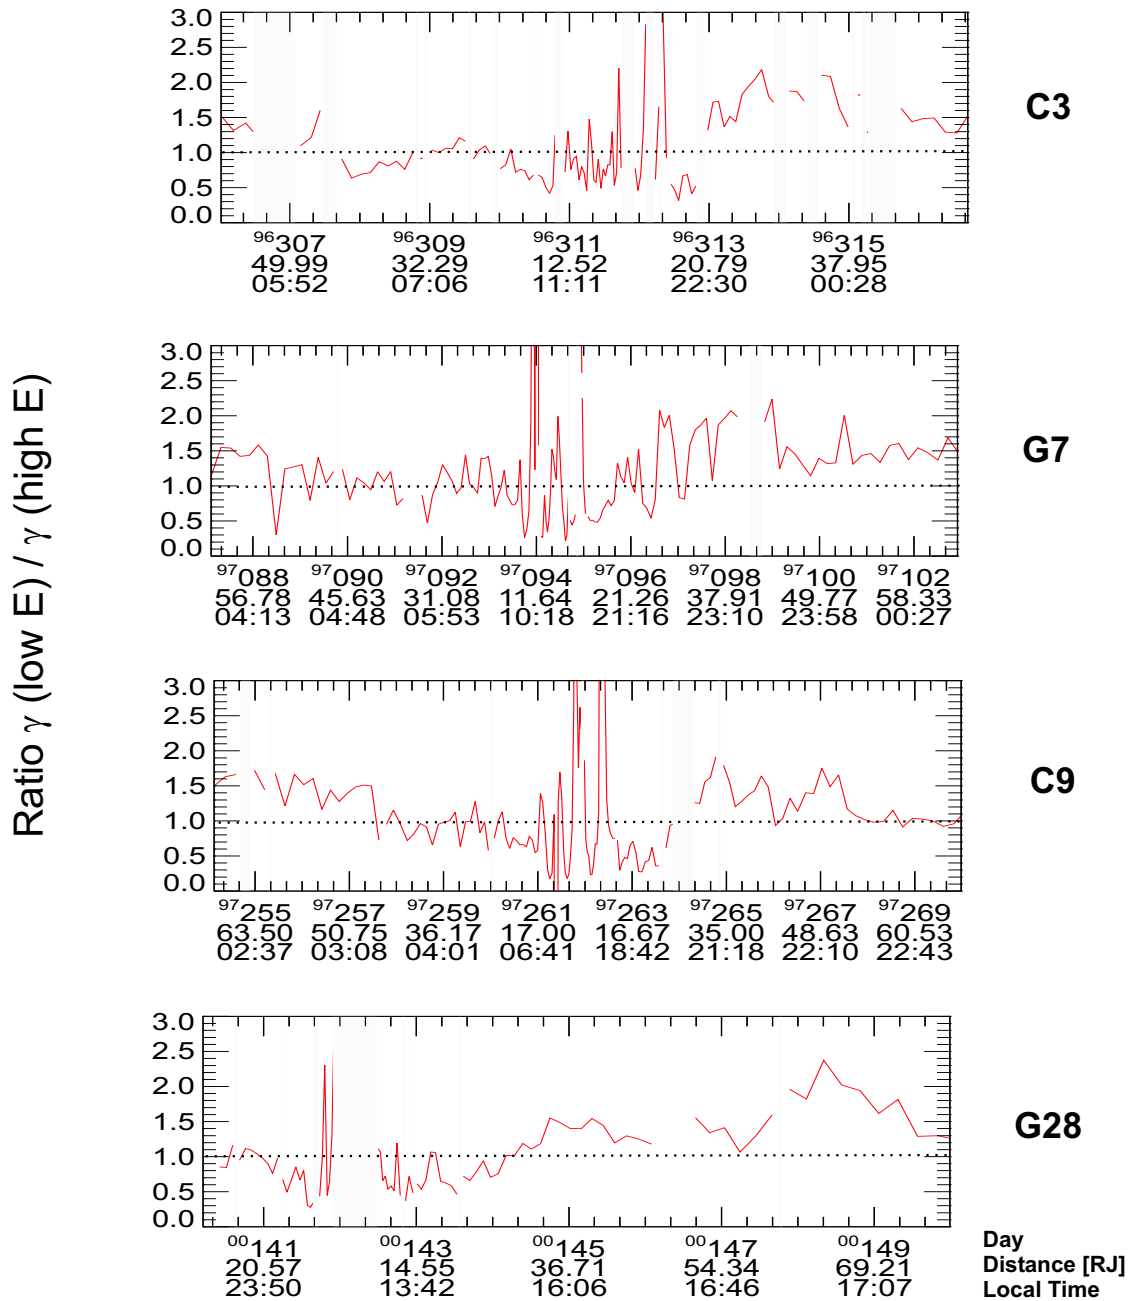 Ratio γ (low E) / γ (high E)
3.0
2.5
2.0
1.5
1.0
0.5
0.0
C3
96307 96309 96311 96313 96315
49.99 32.29 12.52 20.79 37.95
05:52 07:06 11:11 22:30 00:28
3.0
2.5
2.0
1.5
1.0
0.5
0.0
G7
97088 97090 97092 97094 97096 97098 97100 97102
56.78 45.63 31.08 11.64 21.26 37.91 49.77 58.33
04:13 04:48 05:53 10:18 21:16 23:10 23:58 00:27
3.0
2.5
2.0
1.5
1.0
0.5
0.0
C9
97255 97257 97259 97261 97263 97265 97267 97269
63.50 50.75 36.17 17.00 16.67 35.00 48.63 60.53
02:37 03:08 04:01 06:41 18:42 21:18 22:10 22:43
3.0
2.5
2.0
1.5
1.0
0.5
0.0
G28
00141 00143 00145 00147 00149 Day
20.57 14.55 36.71 54.34 69.21 Distance [RJ]
23:50 13:42 16:06 16:46 17:07 Local Time